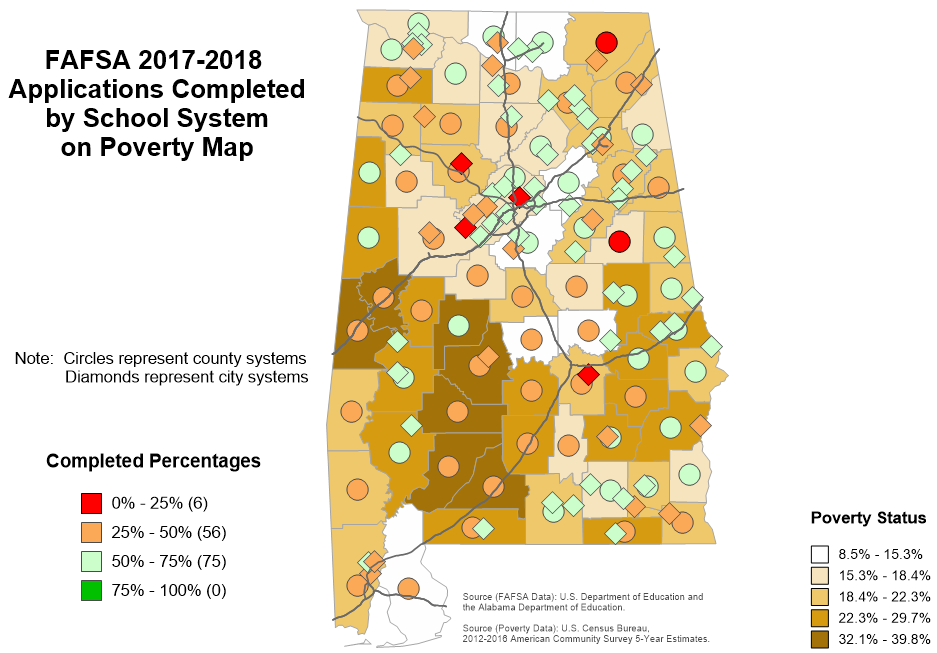 FAFSA 2017-2018
Applications Completed
by School System
on Poverty Map
Note: Circles represent county systems
Diamonds represent city systems
Completed Percentages
0% - 25% (6)
25% - 50% (56)
50% - 75% (75)
75% - 100% (0)
Source (FAFSA Data): U.S. Department of Education and
the Alabama Department of Education.
Source (Poverty Data): U.S. Census Bureau,
2012-2016 American Community Survey 5-Year Estimates.
Poverty Status
8.5% - 15.3%
15.3% - 18.4%
18.4% - 22.3%
22.3% - 29.7%
32.1% - 39.8%